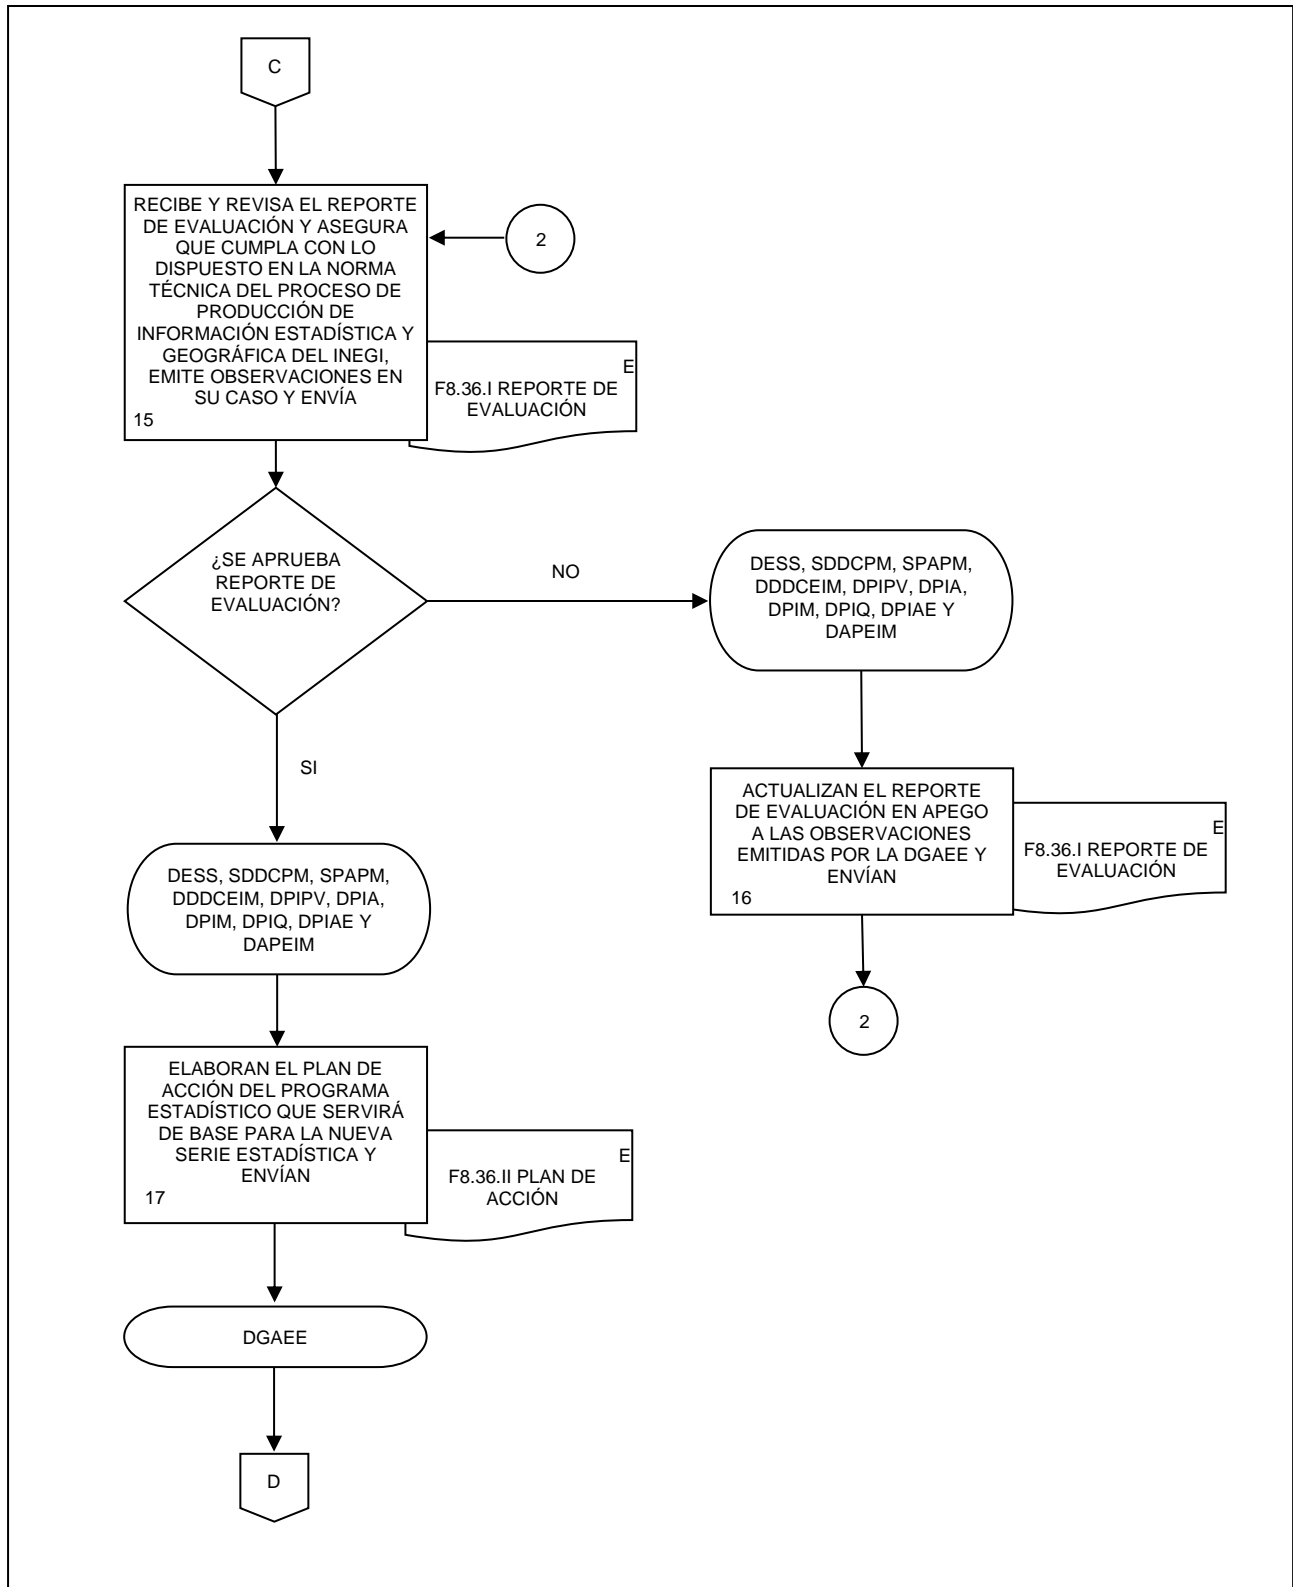 C
RECIBE Y REVISA EL REPORTE
DE EVALUACIÓN Y ASEGURA
QUE CUMPLA CON LO
DISPUESTO EN LA NORMA
TÉCNICA DEL PROCESO DE
PRODUCCIÓN DE
INFORMACIÓN ESTADÍSTICA Y
GEOGRÁFICA DEL INEGI,
EMITE OBSERVACIONES EN
SU CASO Y ENVÍA
15
2
E
F8.36.I REPORTE DE
EVALUACIÓN
¿SE APRUEBA
REPORTE DE
EVALUACIÓN?
NO
DESS, SDDCPM, SPAPM,
DDDCEIM, DPIPV, DPIA,
DPIM, DPIQ, DPIAE Y
DAPEIM
ACTUALIZAN EL REPORTE
DE EVALUACIÓN EN APEGO
A LAS OBSERVACIONES
EMITIDAS POR LA DGAEE Y
ENVÍAN
16
E
F8.36.I REPORTE DE
EVALUACIÓN
2
SI
DESS, SDDCPM, SPAPM,
DDDCEIM, DPIPV, DPIA,
DPIM, DPIQ, DPIAE Y
DAPEIM
ELABORAN EL PLAN DE
ACCIÓN DEL PROGRAMA
ESTADÍSTICO QUE SERVIRÁ
DE BASE PARA LA NUEVA
SERIE ESTADÍSTICA Y
ENVÍAN
17
E
F8.36.II PLAN DE
ACCIÓN
DGAEE
D